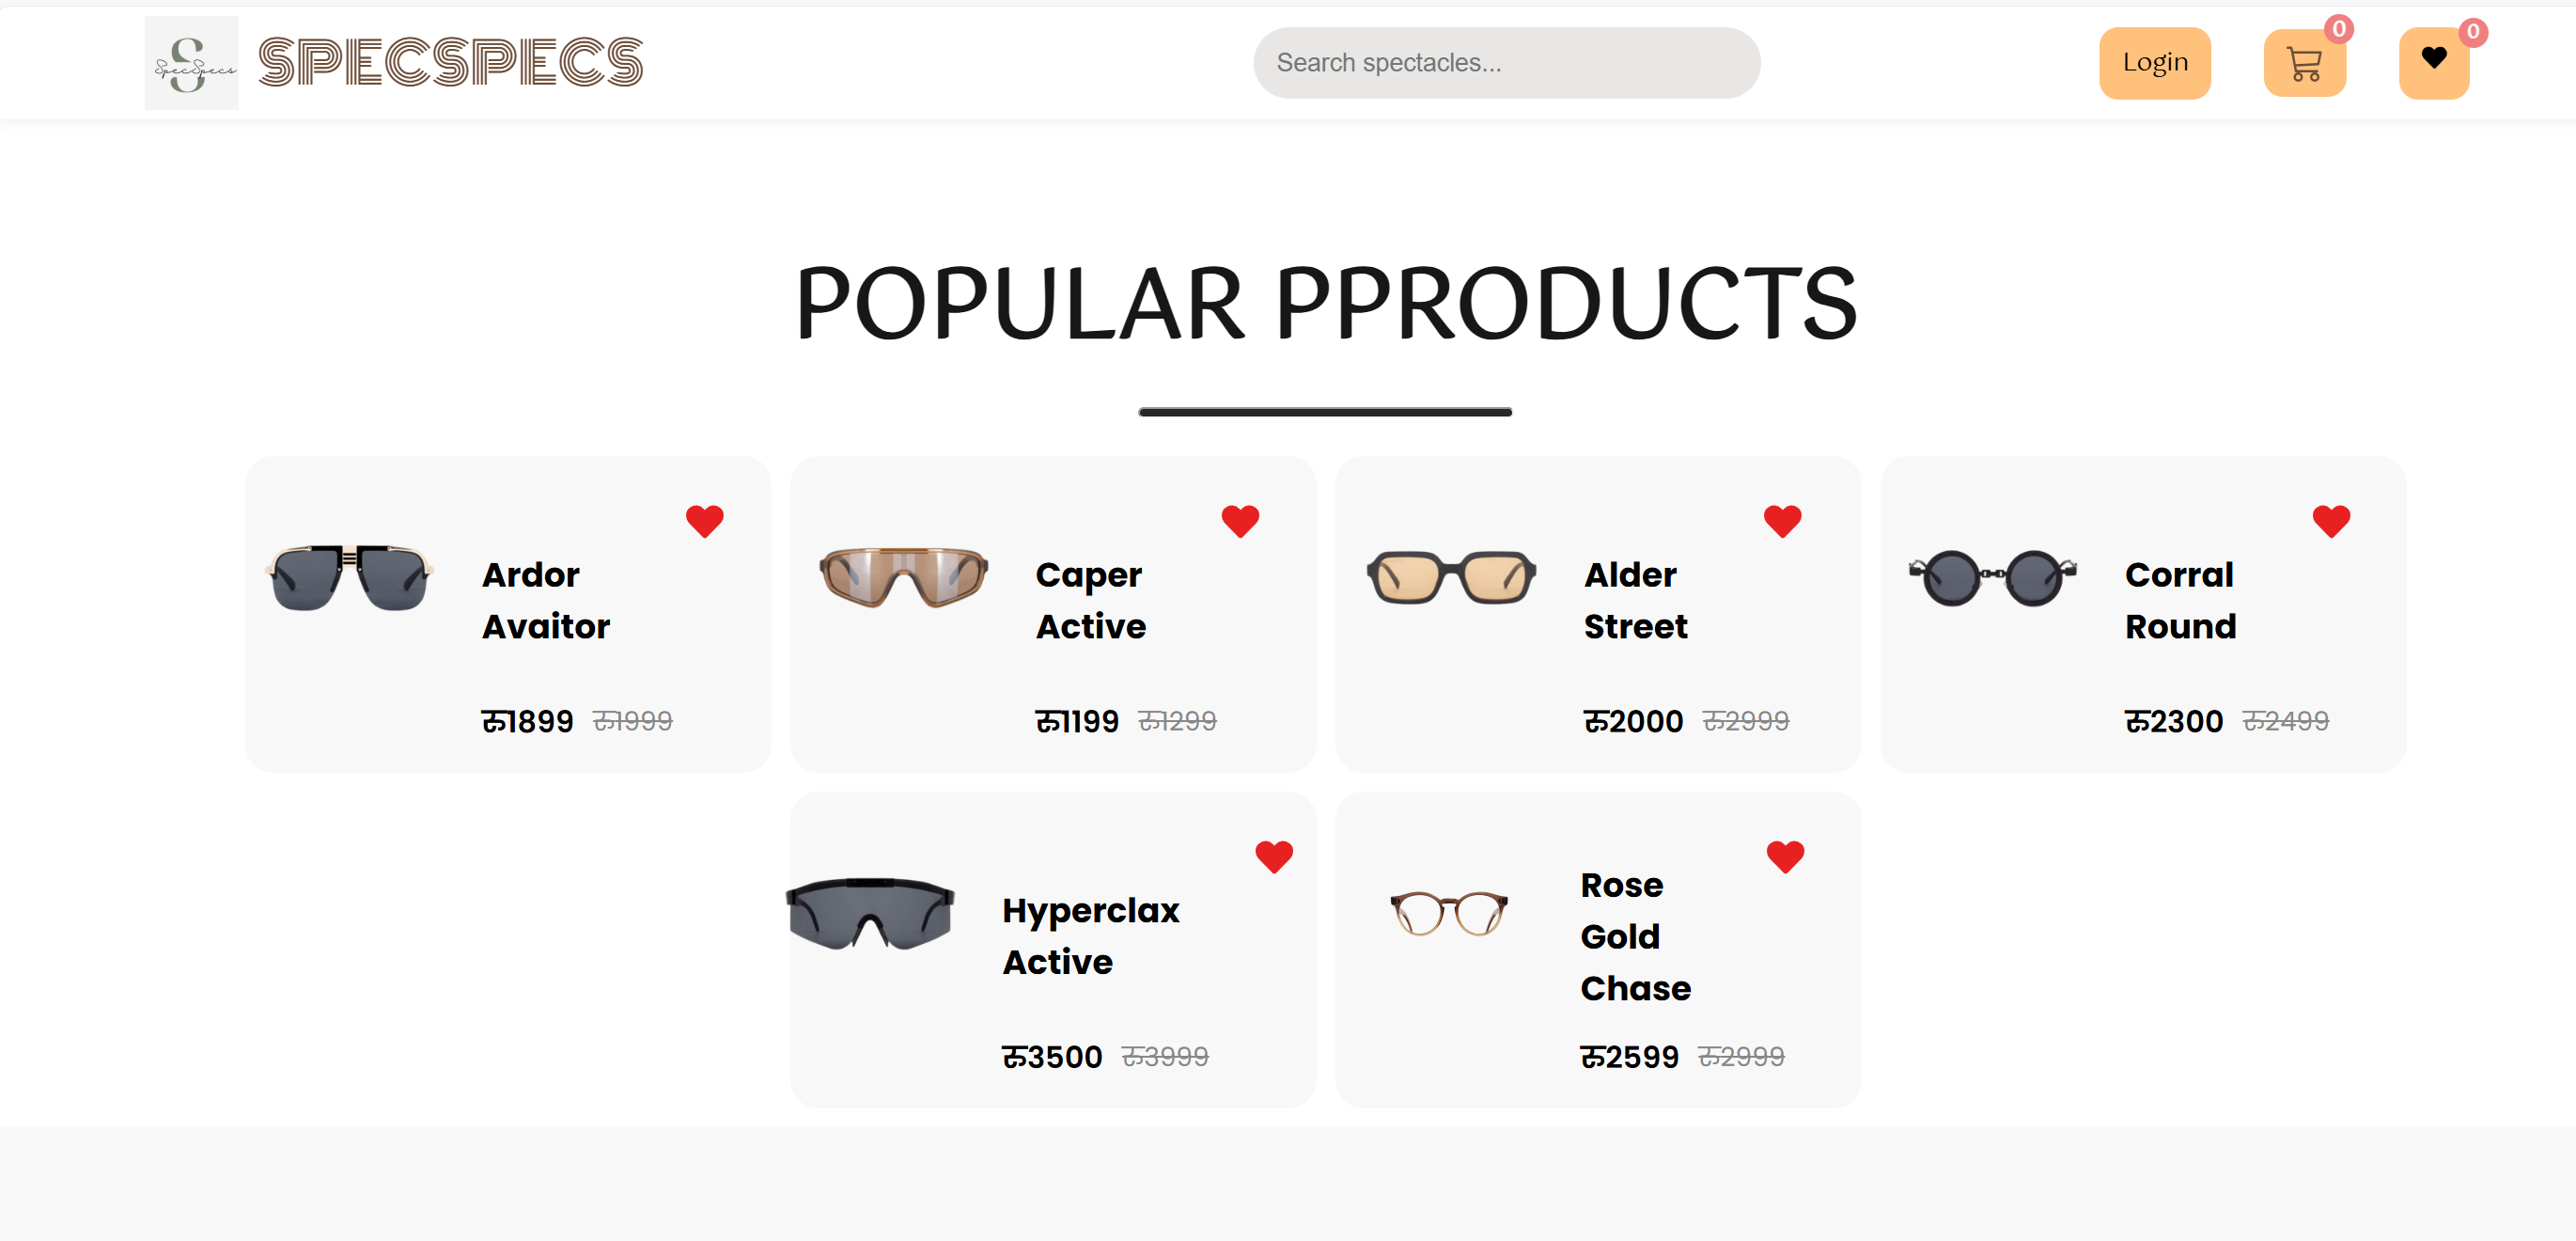 SpecSpecs
SPECSPECS
Search spectacles...
Login
0
0
POPULAR PPRODUCTS
Ardor
Avaitor
रु1899 रु1999
Caper
Active
रु1199 रु1299
Alder
Street
रु2000 रु2999
Corral
Round
रु2300 रु2499
Hyperclax
Active
रु3500 रु3999
Rose
Gold
Chase
रु2599 रु2999